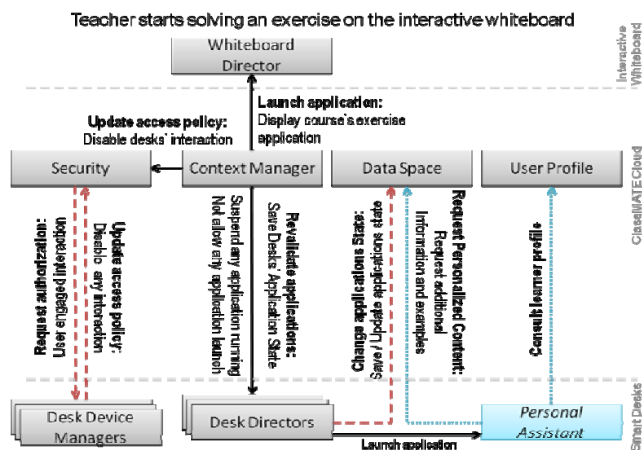 Teacher starts solving an exercise on the interactive whiteboard
Interactive
Whiteboard
Whiteboard
Director
Update access policy:
Disable desks' interaction
Launch application:
Display course's exercise
application
ClassMATE Cloud
Security
Context Manager
Data Space
User Profile
Request authorization:
User engaged interaction
Update access policy:
Disable any interaction
Suspend any application running
Not allow any application launch
Revalidate applications:
Save Desks' Application State
Change applications State:
Save/Update applications state
Request Personalized Content:
Request additional
Information and examples
Consult learner profile
Smart Desks
Desk Device
Managers
Desk Directors
Launch application
Personal
Assistant